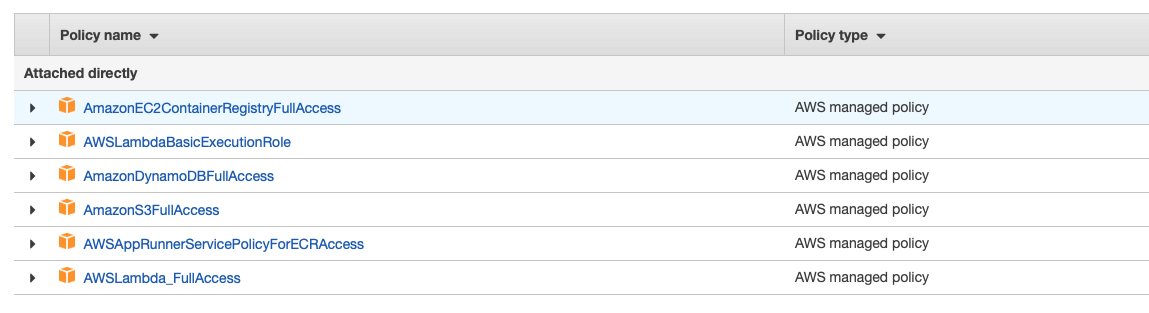 Policy name Policy type
Attached directly
AmazonEC2ContainerRegistryFullAccess AWS managed policy
AWSLambdaBasicExecutionRole AWS managed policy
AmazonDynamoDBFullAccess AWS managed policy
AmazonS3FullAccess AWS managed policy
AWSAppRunnerServicePolicyForECRAccess AWS managed policy
AWSLambda_FullAccess AWS managed policy